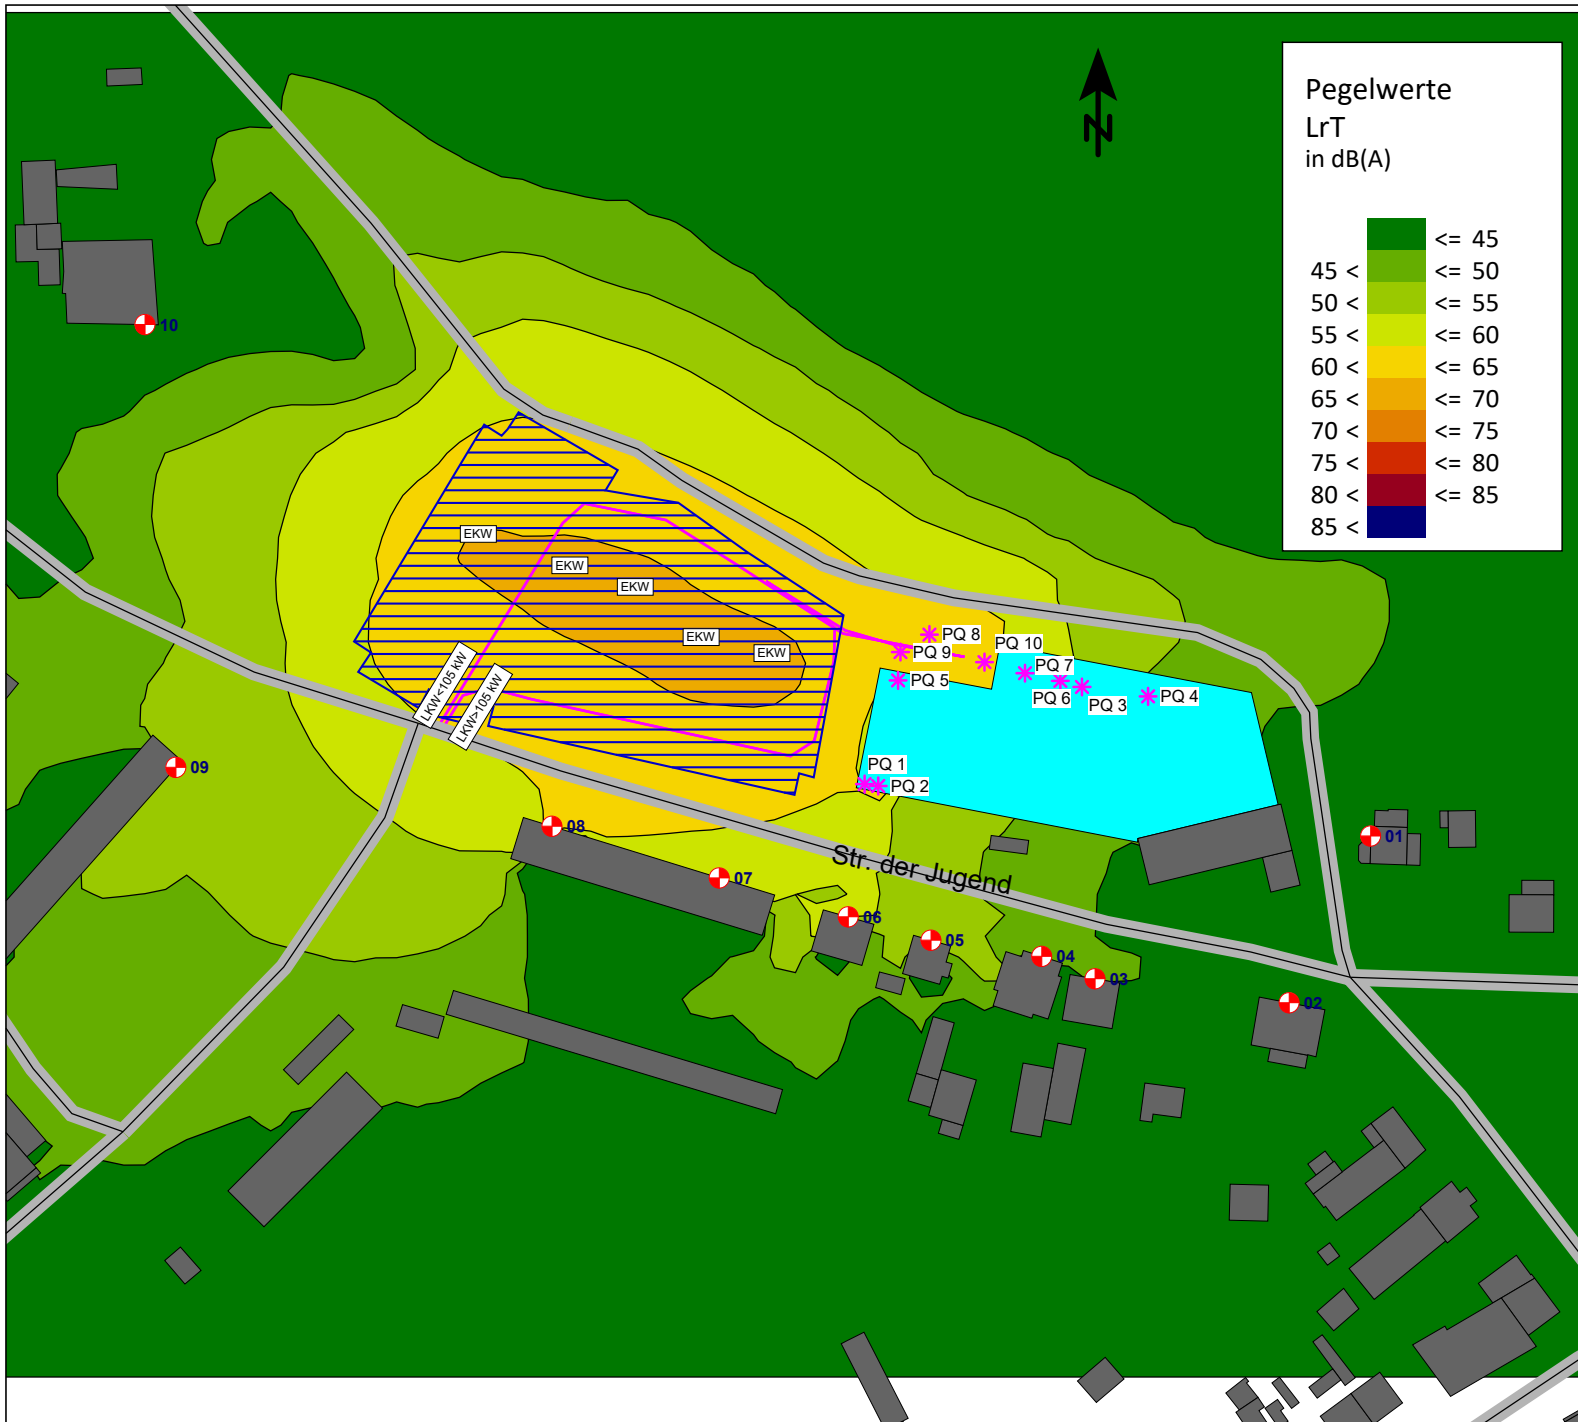 Pegelwerte
LrT
in dB(A)
<= 45
45 < <= 50
50 < <= 55
55 < <= 60
60 < <= 65
65 < <= 70
70 < <= 75
75 < <= 80
80 < <= 85
85 <
N
10
EKW
EKW
EKW
EKW
EKW
LKW<105 kW
LKW>105 kW
PQ 8
PQ 9
PQ 10
PQ 5
PQ 7
PQ 6
PQ 3
PQ 4
PQ 1
PQ 2
09
08
07
Str. der Jugend
01
06
05
04
03
02